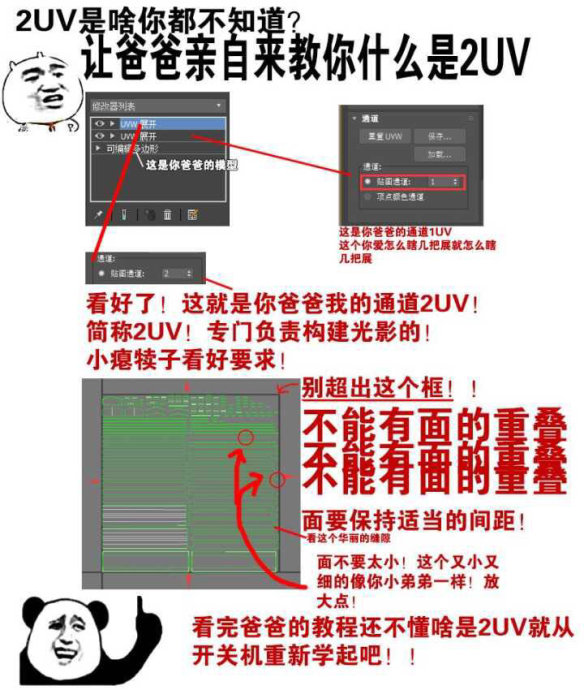 2UV是啥你都不知道?
让爸爸亲自来教你什么是2UV
修改器列表
UVW 展开
UVW 展开
可编辑多边形
这是你爸爸的模型
通道
重置 UVW
保存...
加载...
通道:
贴图通道: 1
顶点颜色通道
这是你爸爸的通道1UV
这个你爱怎么瞎几把展就怎么瞎
几把展
通道:
贴图通道: 2
看好了！这就是你爸爸我的通道2UV！
简称2UV！专门负责构建光影的！
小瘪犊子看好要求！
别超出这个框！！
不能有面的重叠
不能有面的重叠
不能有面的重叠
面要保持适当的间距！
看这个华丽的缝隙
面不要太小！这个又小又
细的像你小弟弟一样！放
大点！
看完爸爸的教程还不懂啥是2UV就从
开关机重新学起吧！！